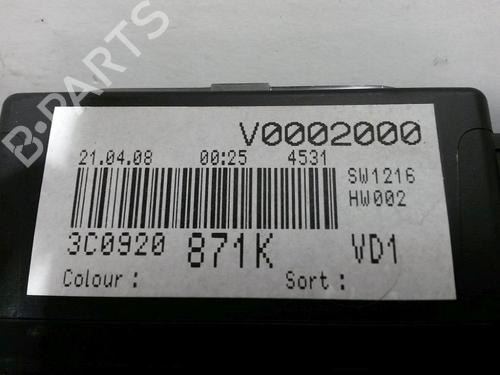 V0002000
21.04.08 00:25 4531
SW1216
HW002
3C0920 871K VD1
Colour : Sort :
B-PARTS